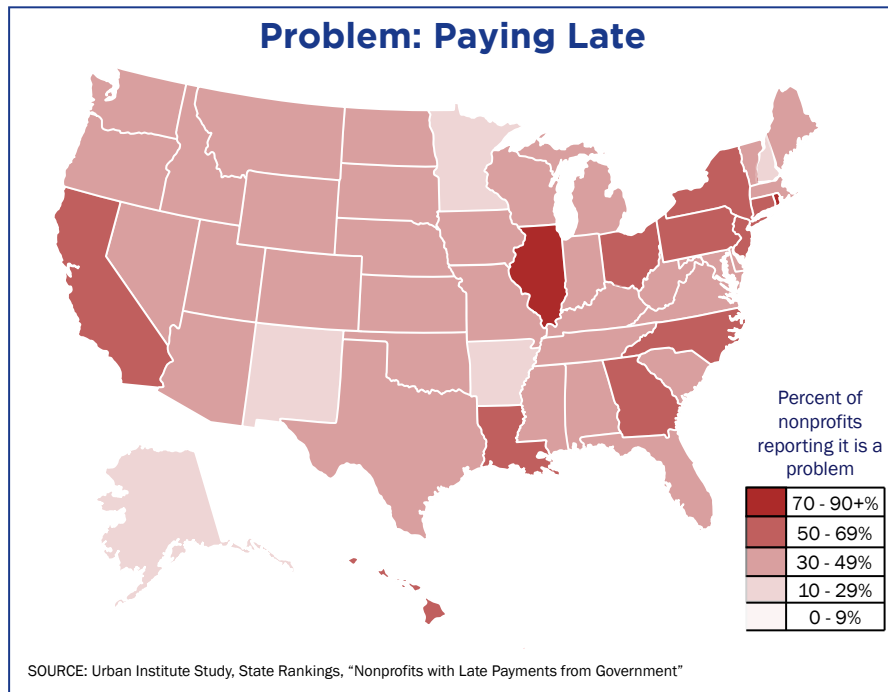 Problem: Paying Late
Percent of
nonprofits
reporting it is a
problem
70 - 90+%
50 - 69%
30 - 49%
10 - 29%
0 - 9%
SOURCE: Urban Institute Study, State Rankings, “Nonprofits with Late Payments from Government”